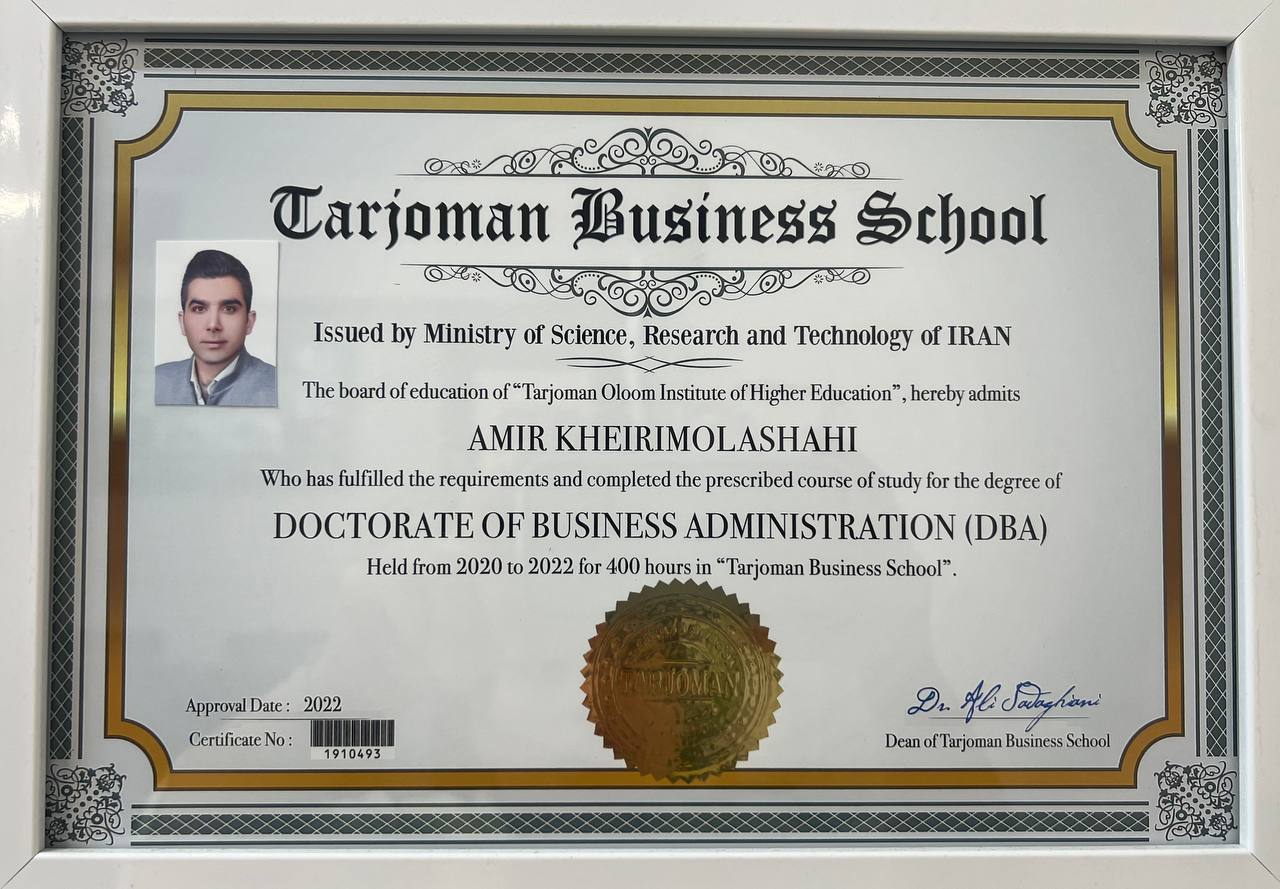 Tarjoman Business School
Issued by Ministry of Science, Research and Technology of IRAN
The board of education of “Tarjoman Oloom Institute of Higher Education”, hereby admits
AMIR KHEIRIMOLASHAHI
Who has fulfilled the requirements and completed the prescribed course of study for the degree of
DOCTORATE OF BUSINESS ADMINISTRATION (DBA)
Held from 2020 to 2022 for 400 hours in “Tarjoman Business School”.
TARJOMAN
Approval Date : 2022
Certificate No :
1910493
Dr. Ali Sadaghiani
Dean of Tarjoman Business School